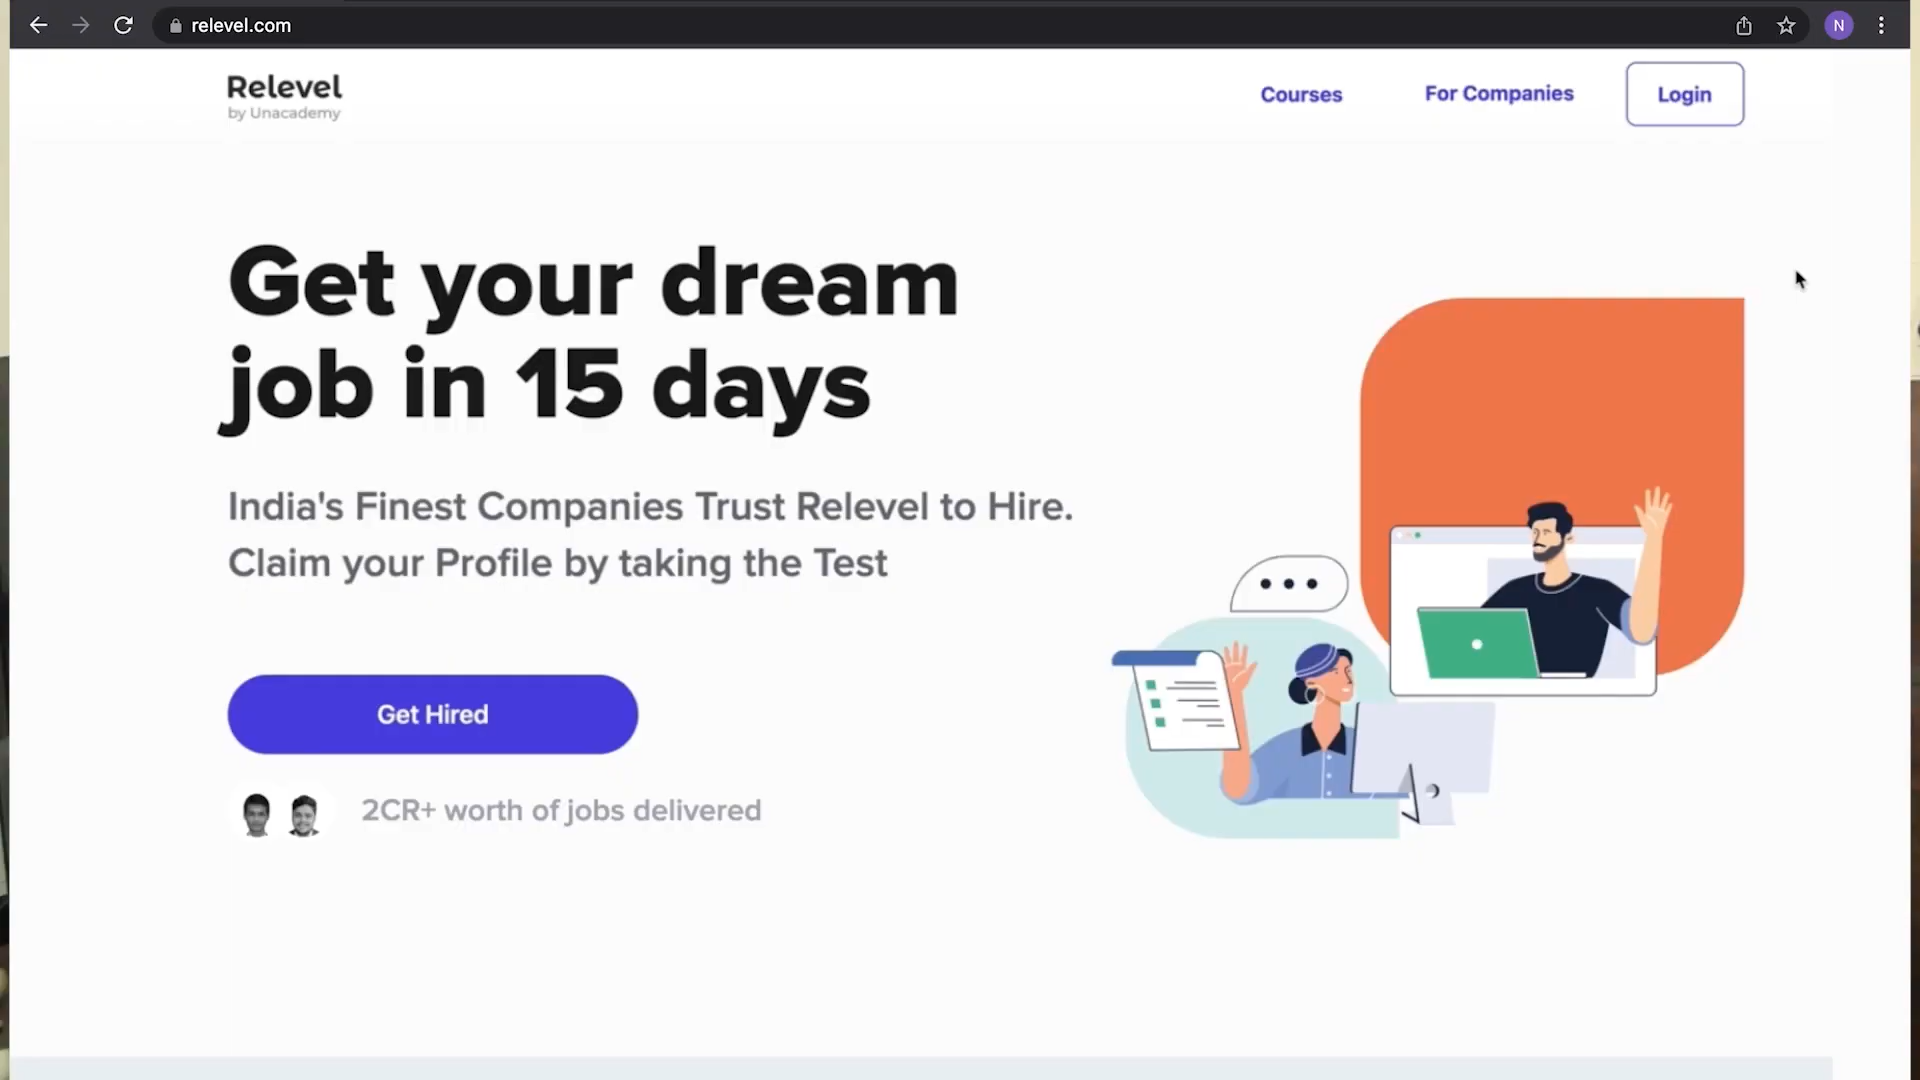 relevel.com
N
Relevel
by Unacademy
Courses
For Companies
Login
Get your dream
job in 15 days
India's Finest Companies Trust Relevel to Hire.
Claim your Profile by taking the Test
Get Hired
2CR+ worth of jobs delivered